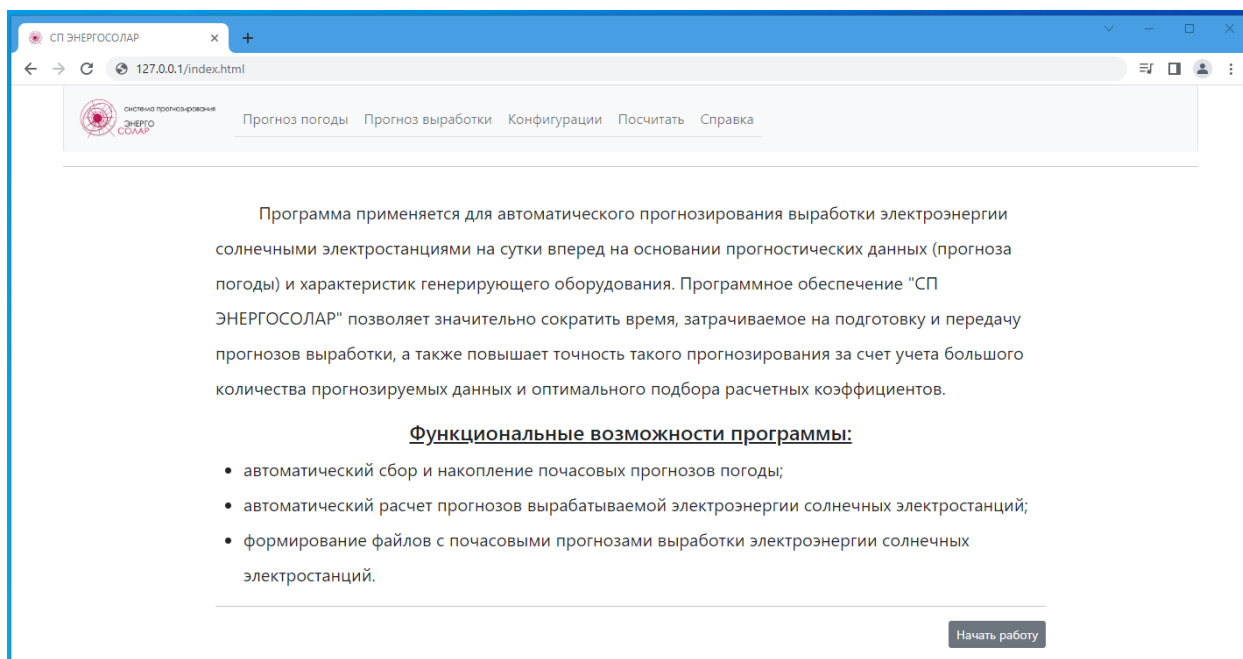 СП ЭНЕРГОСОЛАР
127.0.0.1/index.html
система прогнозирования
ЭНЕРГО
СОЛАР
Прогноз погоды Прогноз выработки Конфигурации Посчитать Справка
Программа применяется для автоматического прогнозирования выработки электроэнергии
солнечными электростанциями на сутки вперед на основании прогностических данных (прогноза
погоды) и характеристик генерирующего оборудования. Программное обеспечение "СП
ЭНЕРГОСОЛАР" позволяет значительно сократить время, затрачиваемое на подготовку и передачу
прогнозов выработки, а также повышает точность такого прогнозирования за счет учета большого
количества прогнозируемых данных и оптимального подбора расчетных коэффициентов.
Функциональные возможности программы:
• автоматический сбор и накопление почасовых прогнозов погоды;
• автоматический расчет прогнозов вырабатываемой электроэнергии солнечных электростанций;
• формирование файлов с почасовыми прогнозами выработки электроэнергии солнечных
электростанций.
Начать работу